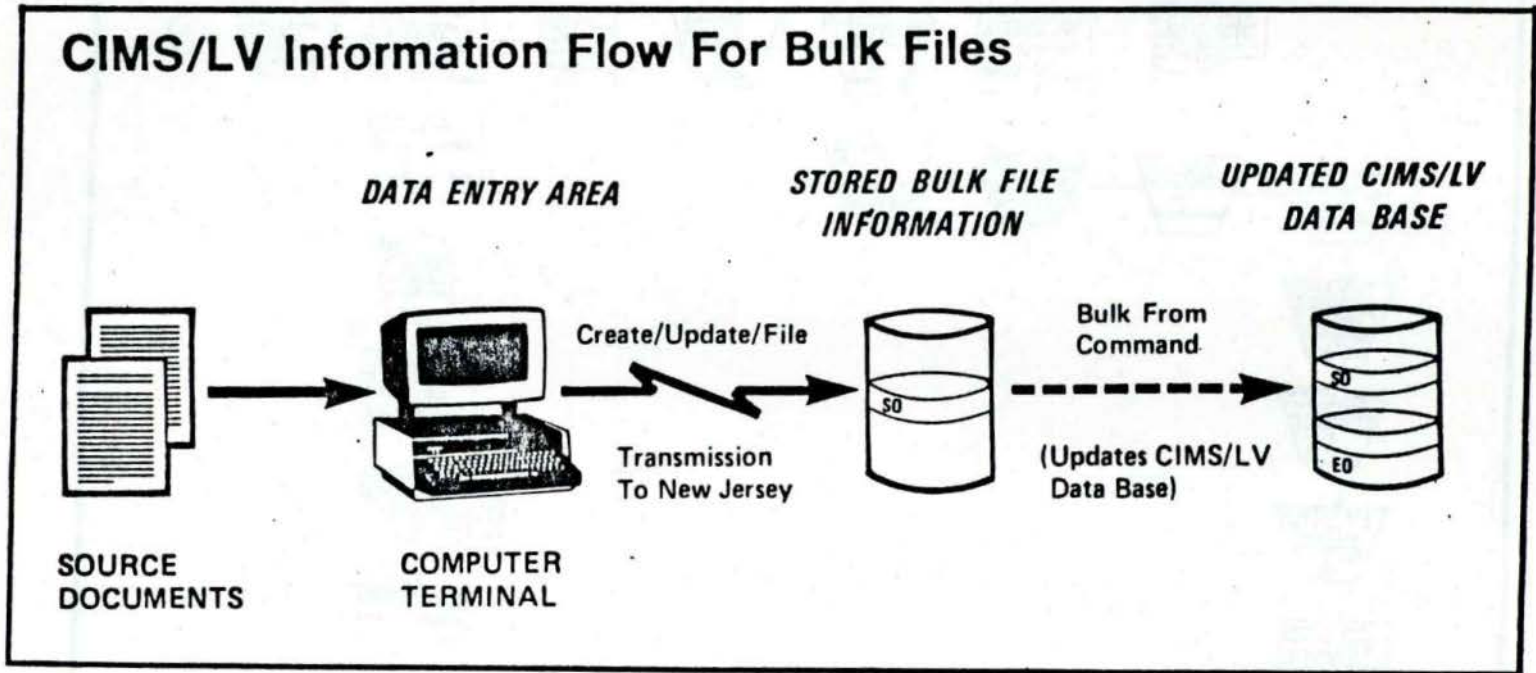 CIMS/LV Information Flow For Bulk Files
DATA ENTRY AREA
STORED BULK FILE
INFORMATION
UPDATED CIMS/LV
DATA BASE
Create/Update/File
Transmission
To New Jersey
SO
Bulk From
Command
(Updates CIMS/LV
Data Base)
SO
EO
SOURCE
DOCUMENTS
COMPUTER
TERMINAL